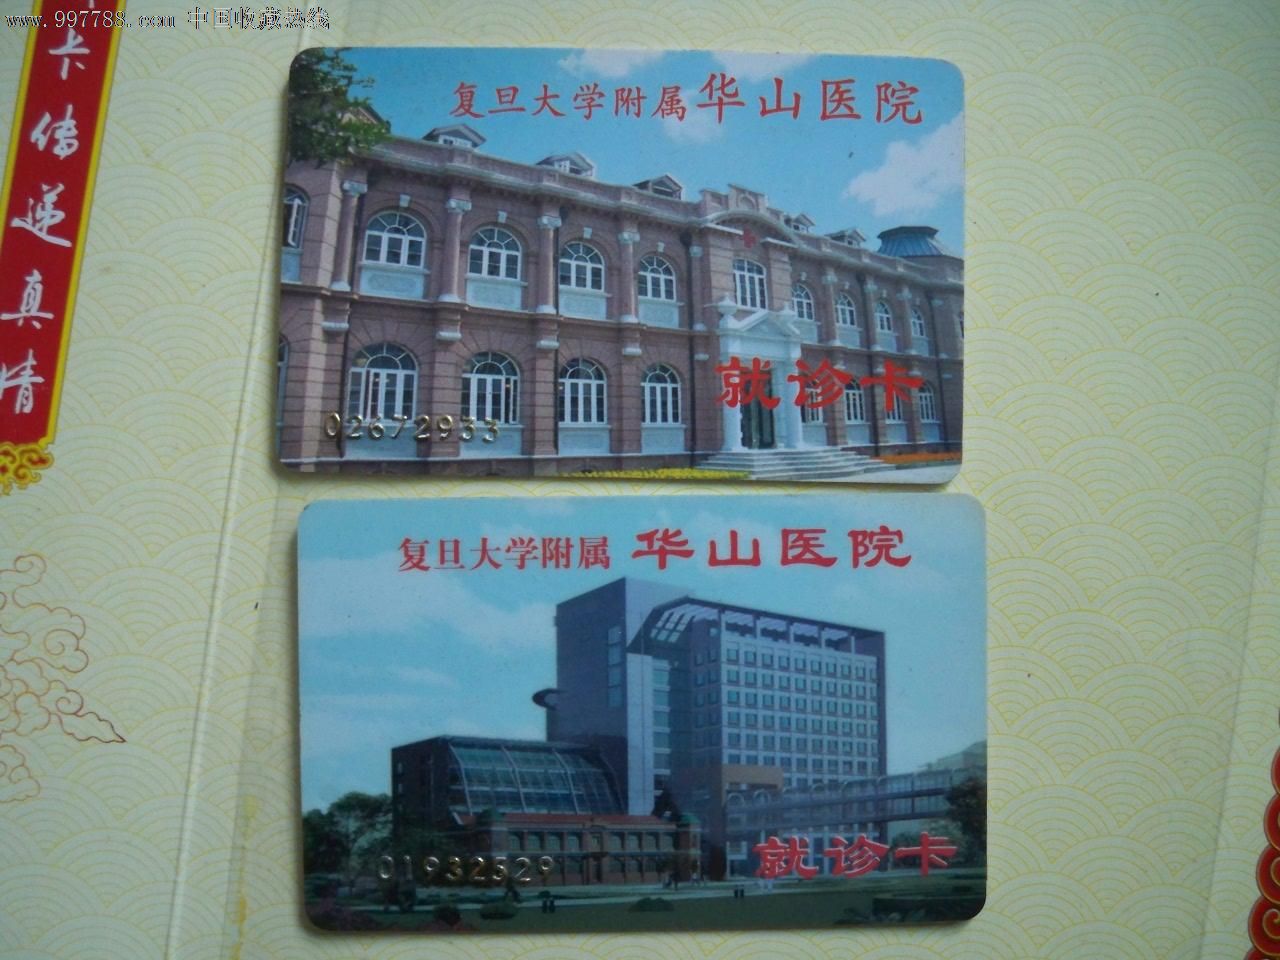 www.997788.com 中国收藏热线
卡传递真情
复旦大学附属华山医院
就诊卡
02672933
复旦大学附属 华山医院
01932529
就诊卡